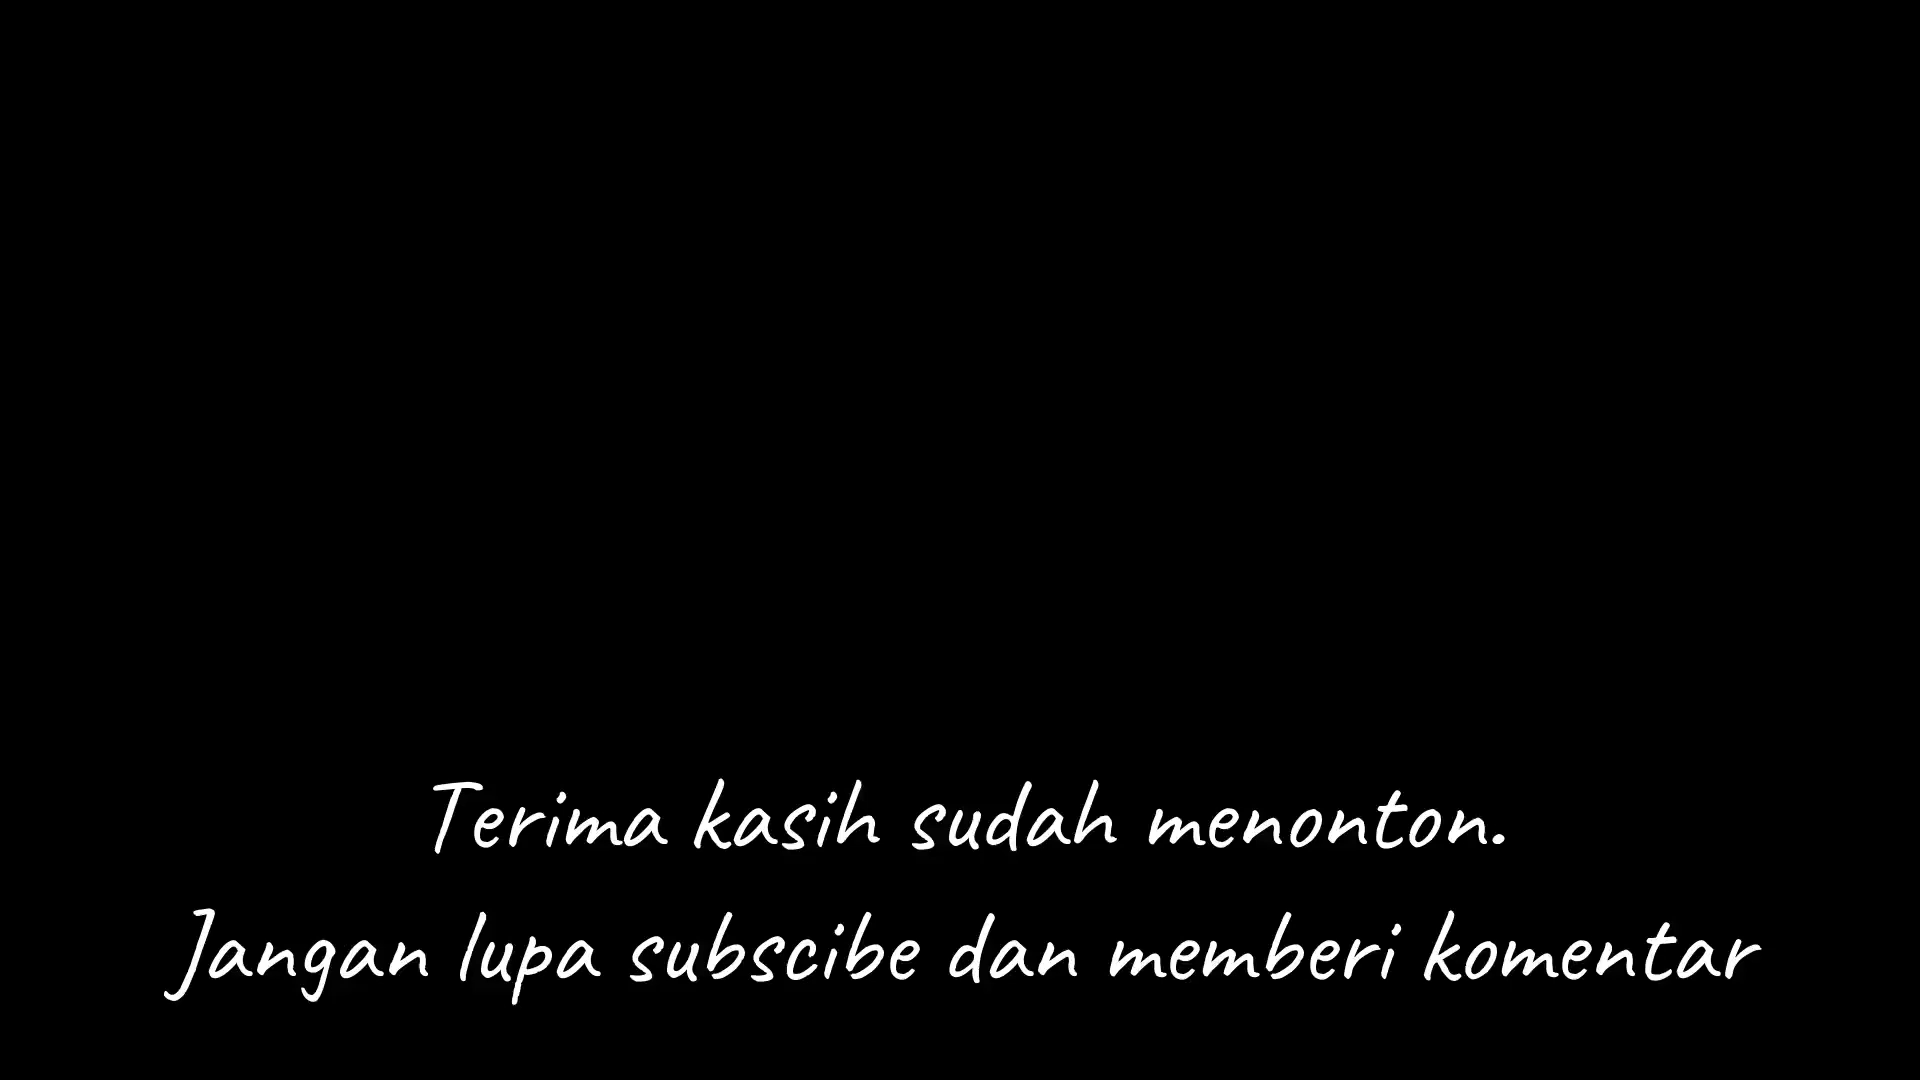 Terima kasih sudah menonton.
Jangan lupa subscibe dan memberi komentar